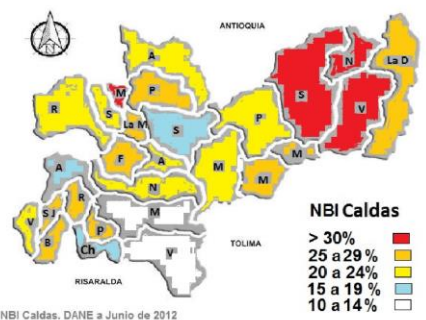 N
ANTIOQUIA
A
N
La D
M
P
S
V
R
S
La M
S
P
M
F
A
M
M
A
N
R
M
V
S J
B
P
Ch
V
TOLIMA
RISARALDA
NBI Caldas
> 30%
25 a 29 %
20 a 24%
15 a 19 %
10 a 14%
NBI Caldas. DANE a Junio de 2012